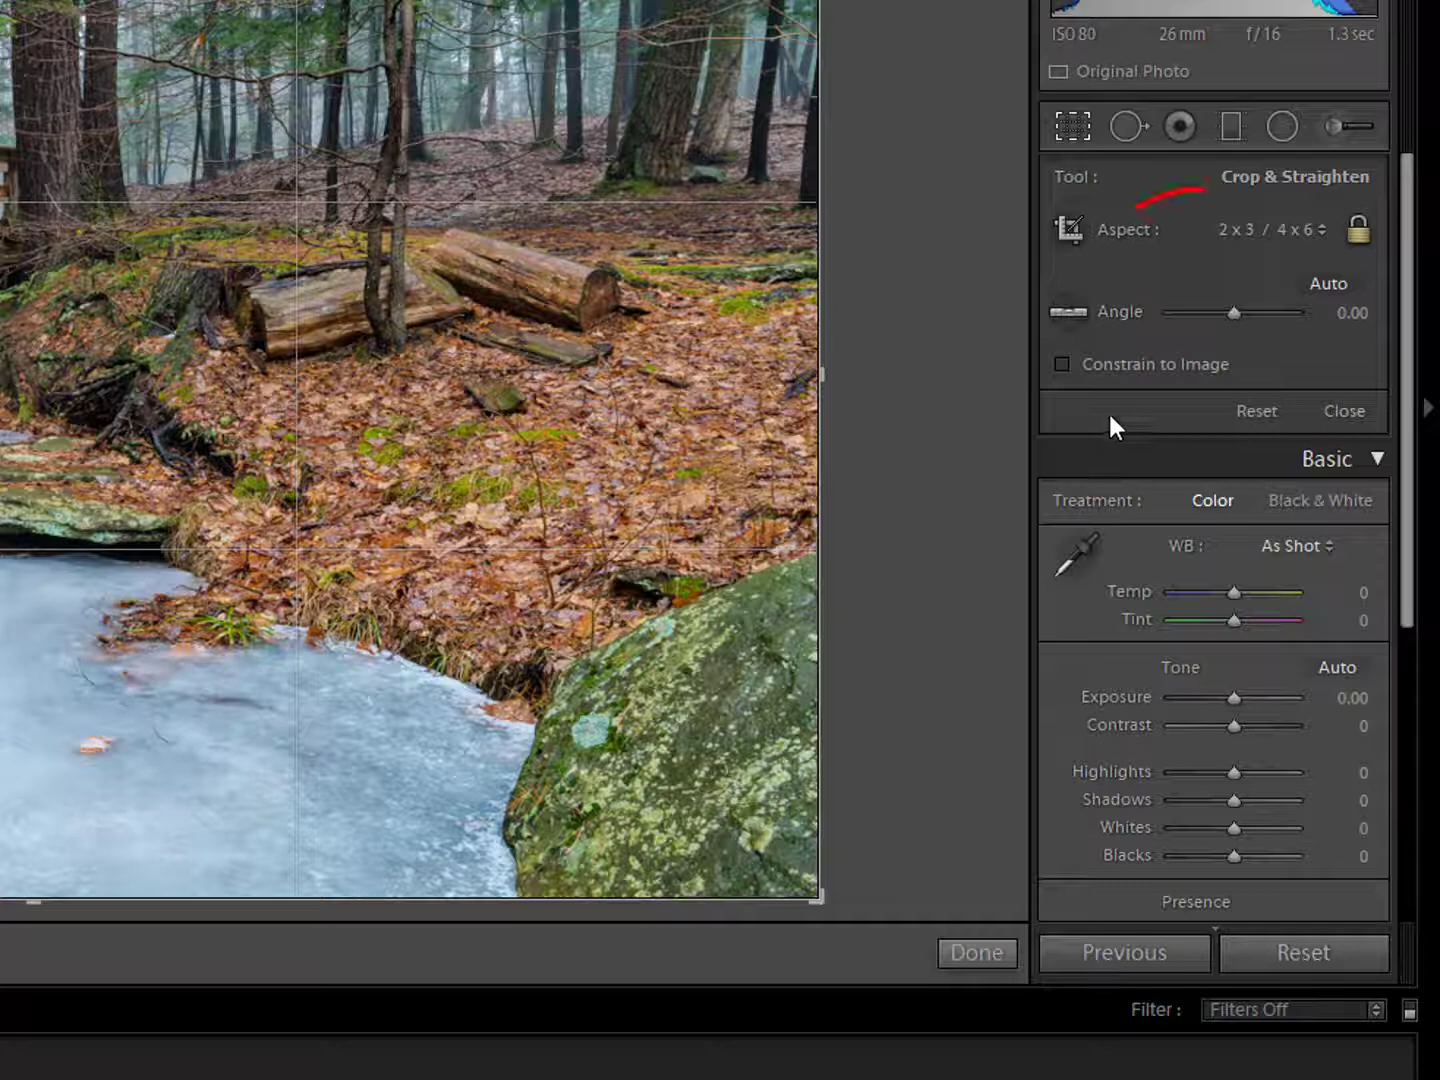 ISO 80 26 mm f / 16 1.3 sec
Original Photo
Tool : Crop & Straighten
Aspect : 2 x 3 / 4 x 6
Auto
Angle 0.00
Constrain to Image
Reset Close
Basic
Treatment : Color Black & White
WB : As Shot
Temp 0
Tint 0
Tone Auto
Exposure 0.00
Contrast 0
Highlights 0
Shadows 0
Whites 0
Blacks 0
Presence
Done Previous Reset
Filter : Filters Off